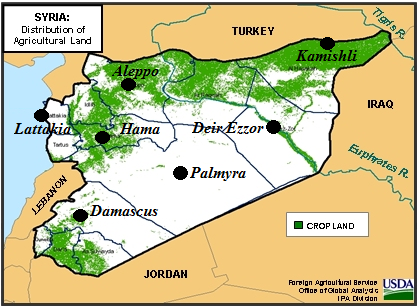 SYRIA:
Distribution of
Agricultural Land
TURKEY
Tigris R.
Kamishli
Aleppo
IRAQ
Lattakia
Hama
Deir Ezzor
Tartus
Euphrates R.
Palmyra
LEBANON
Damascus
CROP LAND
JORDAN
Foreign Agricultural Service
Office of Global Analysis
IPA Division
USDA